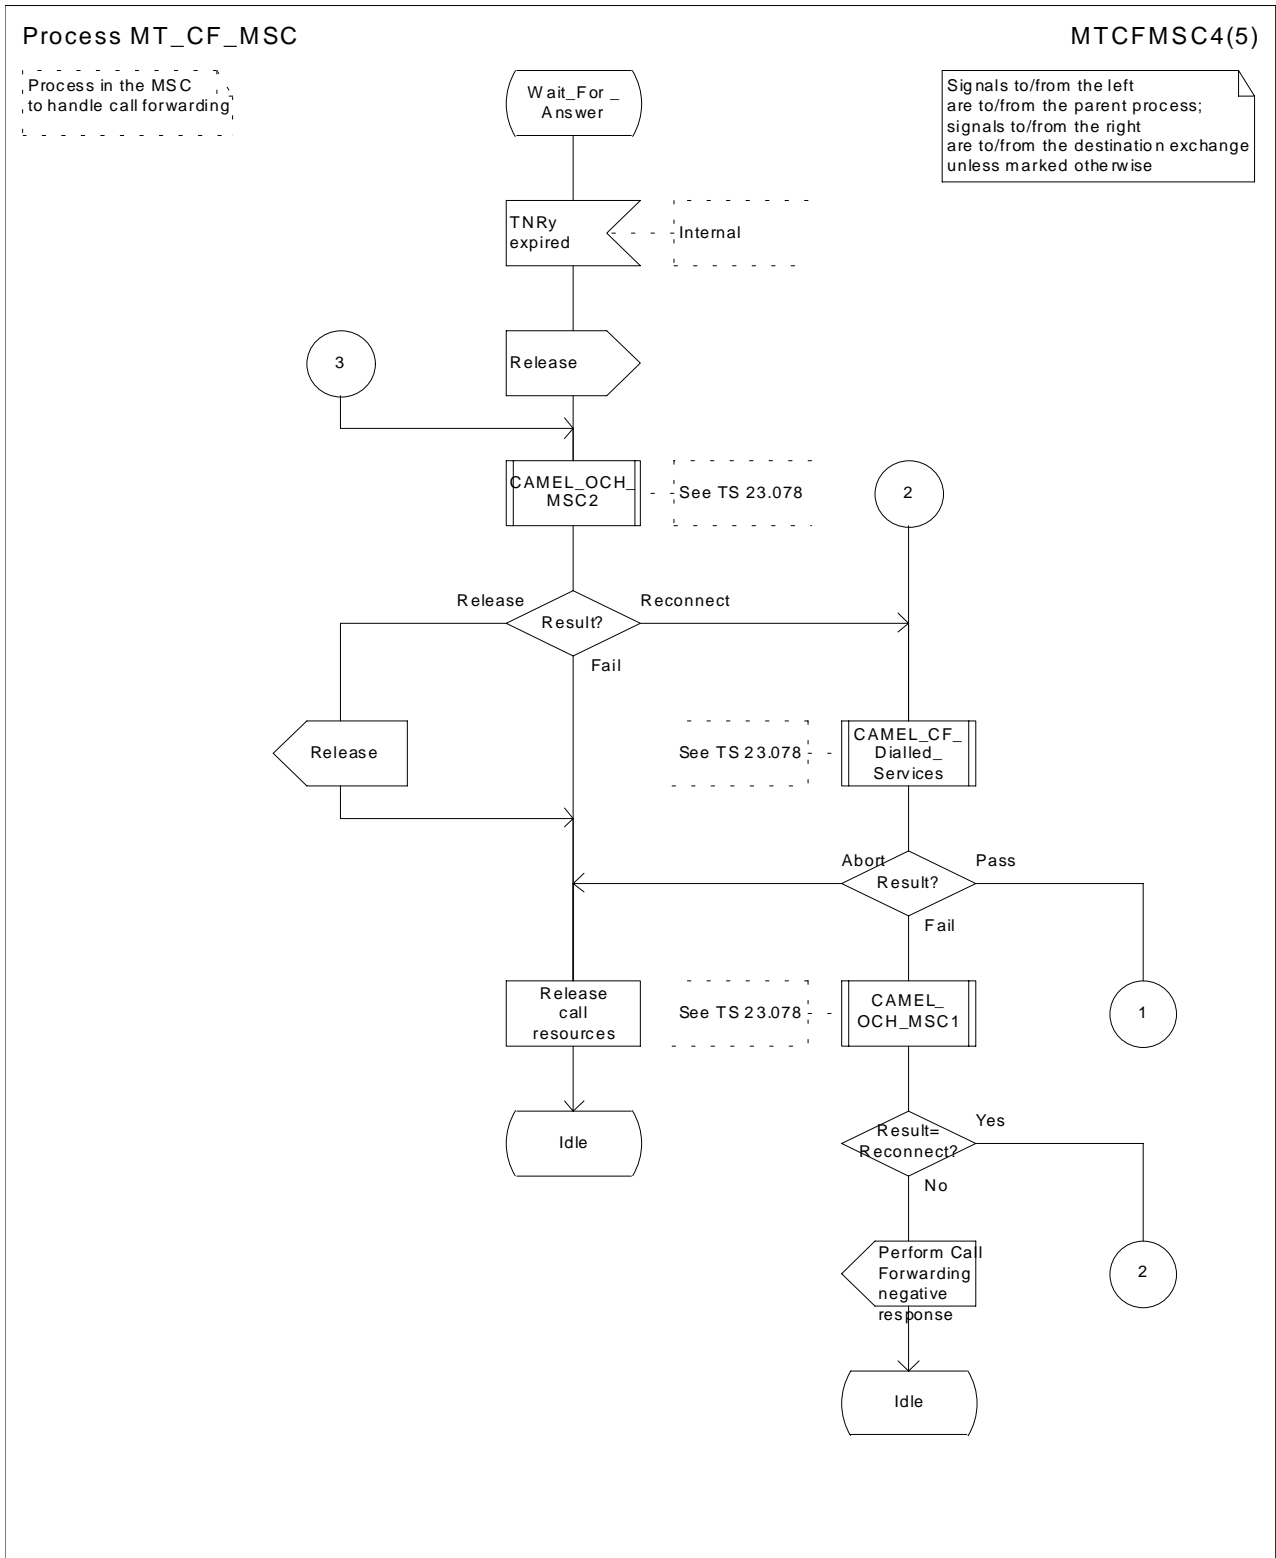 Process MT_CF_MSC
MTCFMSC4(5)
Process in the MSC
to handle call forwarding
Wait_For_
Answer
Signals to/from the left
are to/from the parent process;
signals to/from the right
are to/from the destination exchange
unless marked otherwise
TNRy
expired
Internal
3
Release
CAMEL_OCH_
MSC2
See TS 23.078
2
Release
Result?
Reconnect
Fail
Release
See TS 23.078
CAMEL_CF_
Dialled_
Services
Abort
Result?
Pass
Fail
Release
call
resources
See TS 23.078
CAMEL_
OCH_MSC1
1
Idle
Result=
Reconnect?
Yes
No
Perform Call
Forwarding
negative
response
2
Idle